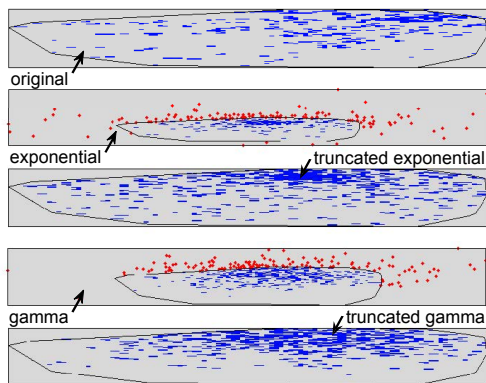 original
exponential
truncated exponential
gamma
truncated gamma